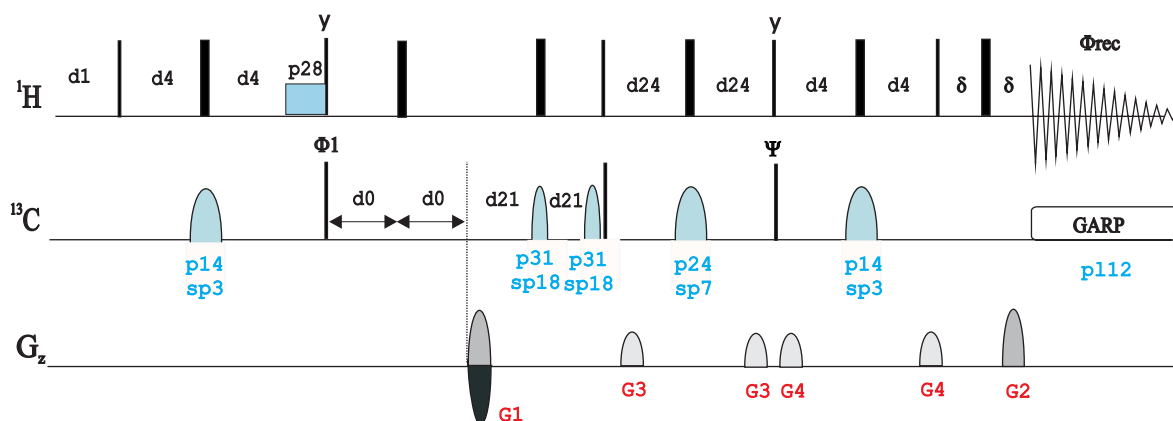 y y
d1 d4 d4 p28 d24 d24 d4 d4 δ δ Φrec
¹H
Φ1 Ψ
d0 d0 d21 d21
¹³C GARP
p14 p31 p31 p24 p14 pl12
sp3 sp18 sp18 sp7 sp3
Gz
G1 G3 G3 G4 G4 G2